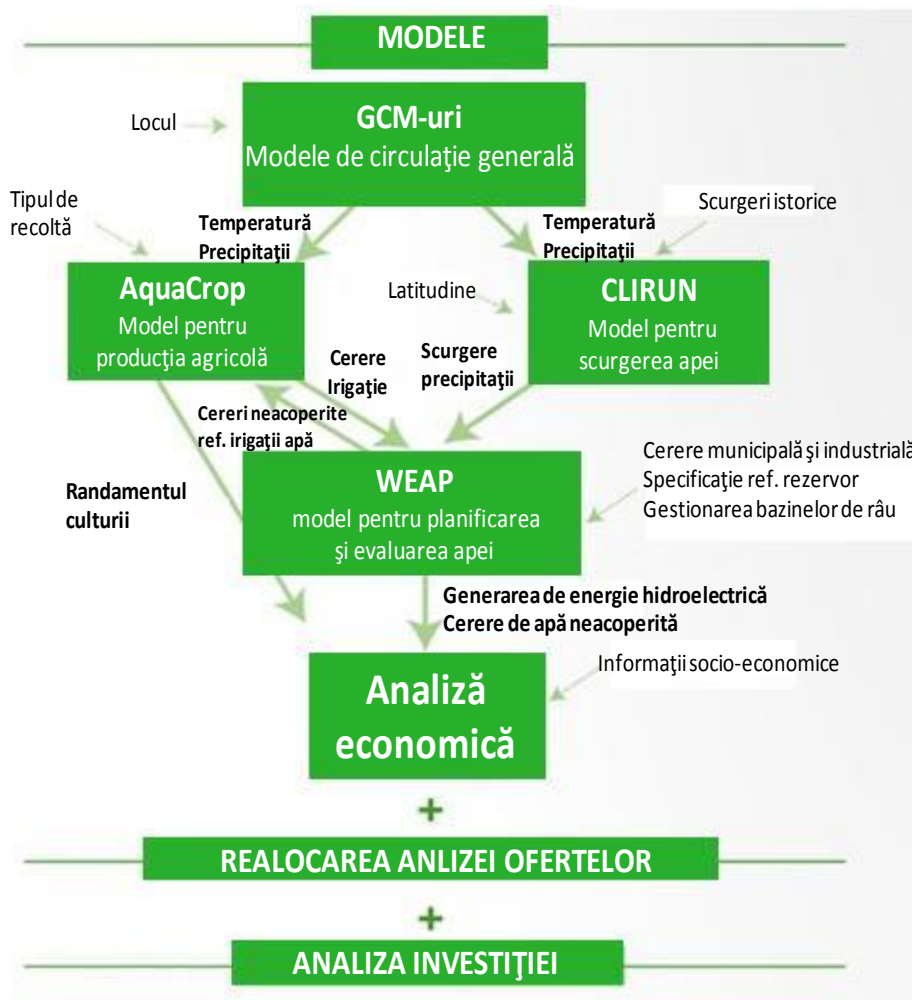 MODELE
GCM-uri
Modele de circulaţie generală
Locul
Tipul de
recoltă
Temperatură
Precipitaţii
Temperatură
Precipitaţii
Scurgeri istorice
AquaCrop
Model pentru
producţia agricolă
Latitudine
CLIRUN
Model pentru
scurgerea apei
Cerere
Irigaţie
Scurgere
precipitaţii
Cereri neacoperite
ref. irigaţii apă
Randamentul
culturii
WEAP
model pentru planificarea
şi evaluarea apei
Cerere municipală şi industrială
Specificaţie ref. rezervor
Gestionarea bazinelor de râu
Generarea de energie hidroelectrică
Cerere de apă neacoperită
Analiză
economică
Informaţii socio-economice
+
REALOCAREA ANLIZEI OFERTELOR
+
ANALIZA INVESTIŢIEI